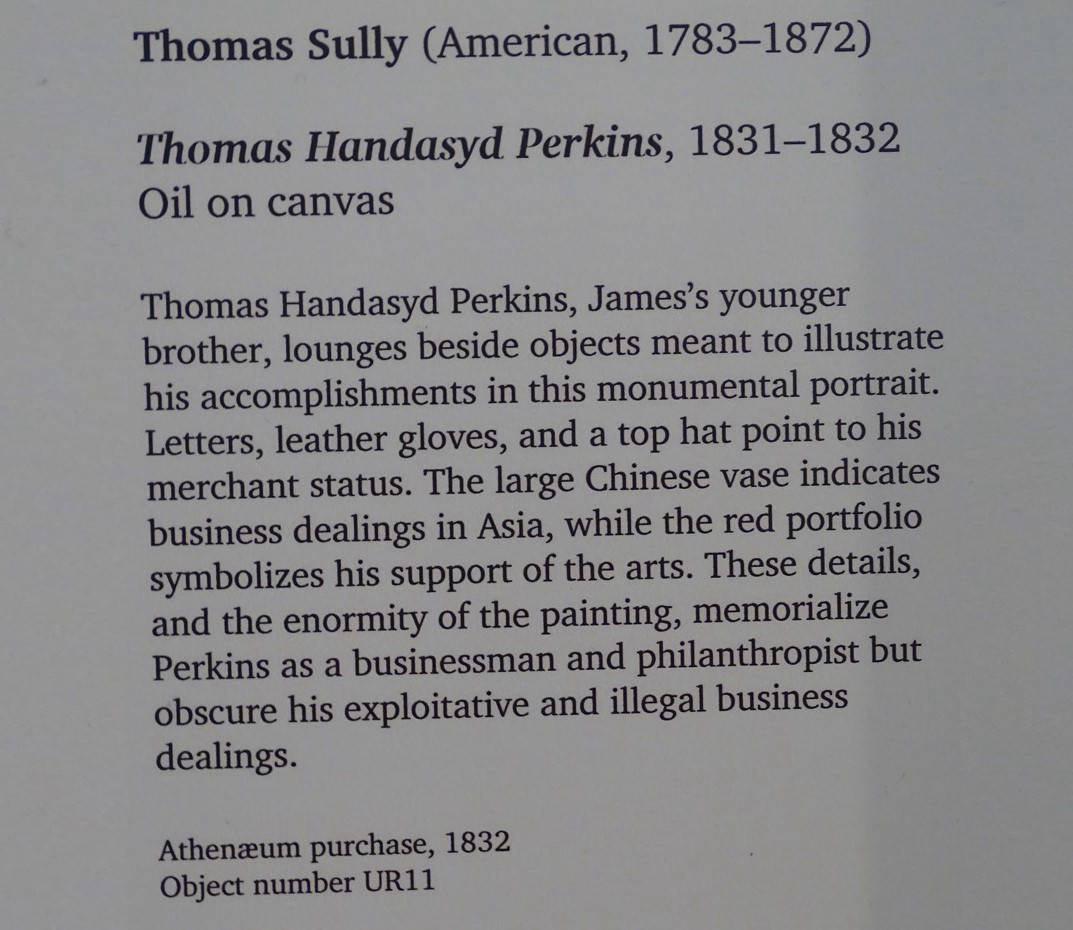 Thomas Sully (American, 1783–1872)
Thomas Handasyd Perkins, 1831–1832
Oil on canvas
Thomas Handasyd Perkins, James’s younger
brother, lounges beside objects meant to illustrate
his accomplishments in this monumental portrait.
Letters, leather gloves, and a top hat point to his
merchant status. The large Chinese vase indicates
business dealings in Asia, while the red portfolio
symbolizes his support of the arts. These details,
and the enormity of the painting, memorialize
Perkins as a businessman and philanthropist but
obscure his exploitative and illegal business
dealings.
Athenæum purchase, 1832
Object number UR11